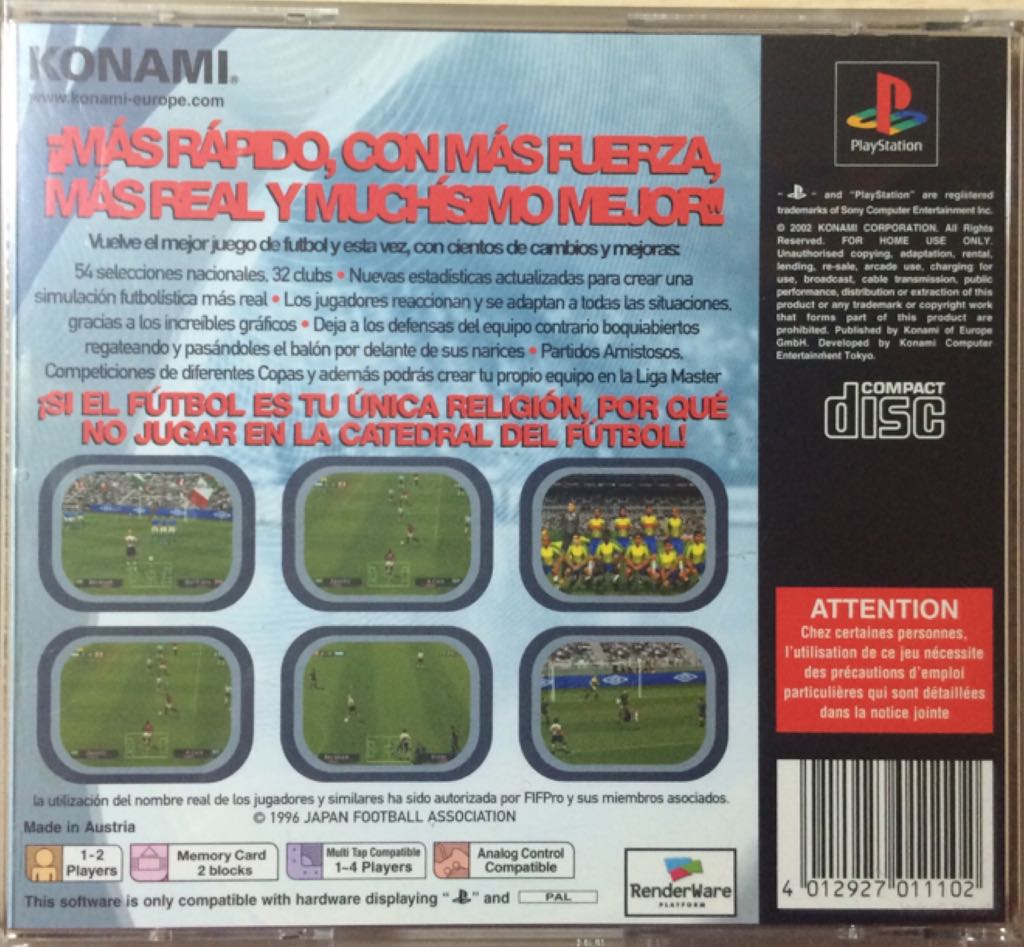 KONAMI®
www.konami-europe.com
¡¡MÁS RÁPIDO, CON MÁS FUERZA,
MÁS REAL Y MUCHÍSIMO MEJOR!!
Vuelve el mejor juego de futbol y esta vez, con cientos de cambios y mejoras:
54 selecciones nacionales, 32 clubs • Nuevas estadísticas actualizadas para crear una
simulación futbolística más real • Los jugadores reaccionan y se adaptan a todas las situaciones,
gracias a los increíbles gráficos • Deja a los defensas del equipo contrario boquiabiertos
regateando y pasándoles el balón por delante de sus narices • Partidos Amistosos,
Competiciones de diferentes Copas y además podrás crear tu propio equipo en la Liga Master
¡SI EL FÚTBOL ES TU ÚNICA RELIGIÓN, POR QUÉ
NO JUGAR EN LA CATEDRAL DEL FÚTBOL!
la utilización del nombre real de los jugadores y similares ha sido autorizada por FIFPro y sus miembros asociados.
© 1996 JAPAN FOOTBALL ASSOCIATION
Made in Austria
1-2
Players
Memory Card
2 blocks
Multi Tap Compatible
1~4 Players
Analog Control
Compatible
This software is only compatible with hardware displaying " " and PAL
RenderWare
PLATFORM
PlayStation
" " and "PlayStation" are registered
trademarks of Sony Computer Entertainment Inc.
© 2002 KONAMI CORPORATION. All Rights
Reserved. FOR HOME USE ONLY.
Unauthorised copying, adaptation, rental,
lending, re-sale, arcade use, charging for
use, broadcast, cable transmission, public
performance, distribution or extraction of this
product or any trademark or copyright work
that forms part of this product are
prohibited. Published by Konami of Europe
GmbH. Developed by Konami Computer
Entertainment Tokyo.
COMPACT
disc
ATTENTION
Chez certaines personnes,
l'utilisation de ce jeu nécessite
des précautions d'emploi
particulières qui sont détaillées
dans la notice jointe
4 012927 011102